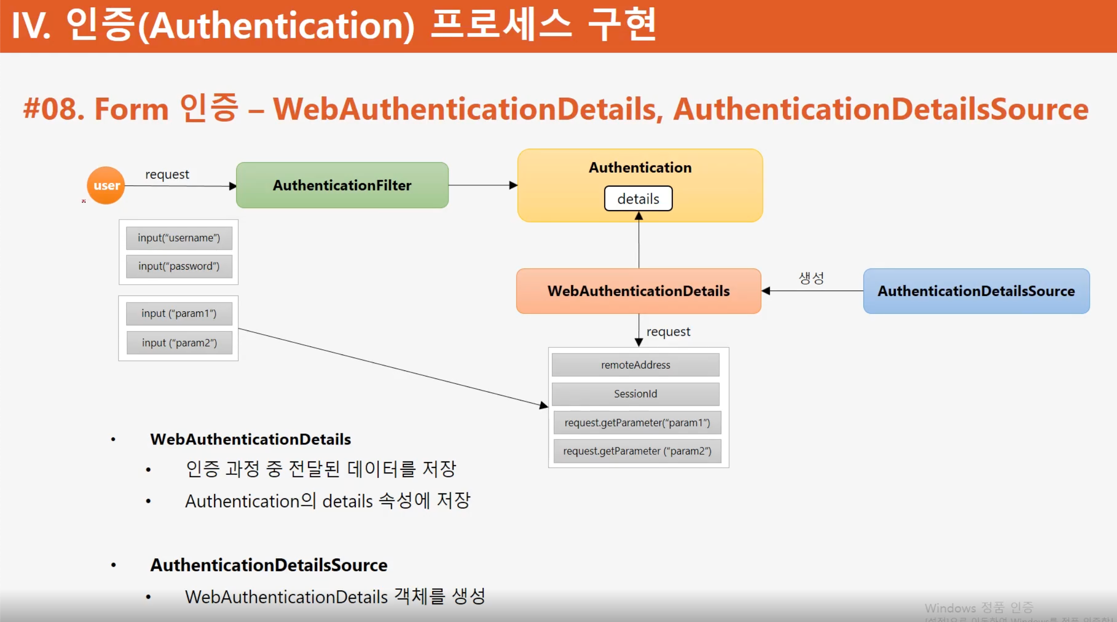 IV. 인증(Authentication) 프로세스 구현
#08. Form 인증 – WebAuthenticationDetails, AuthenticationDetailsSource
user
request
AuthenticationFilter
Authentication
details
input("username")
input("password")
input ("param1")
input ("param2")
WebAuthenticationDetails
생성
AuthenticationDetailsSource
request
remoteAddress
SessionId
request.getParameter("param1")
request.getParameter ("param2")
• WebAuthenticationDetails
• 인증 과정 중 전달된 데이터를 저장
• Authentication의 details 속성에 저장
• AuthenticationDetailsSource
• WebAuthenticationDetails 객체를 생성
Windows 정품 인증